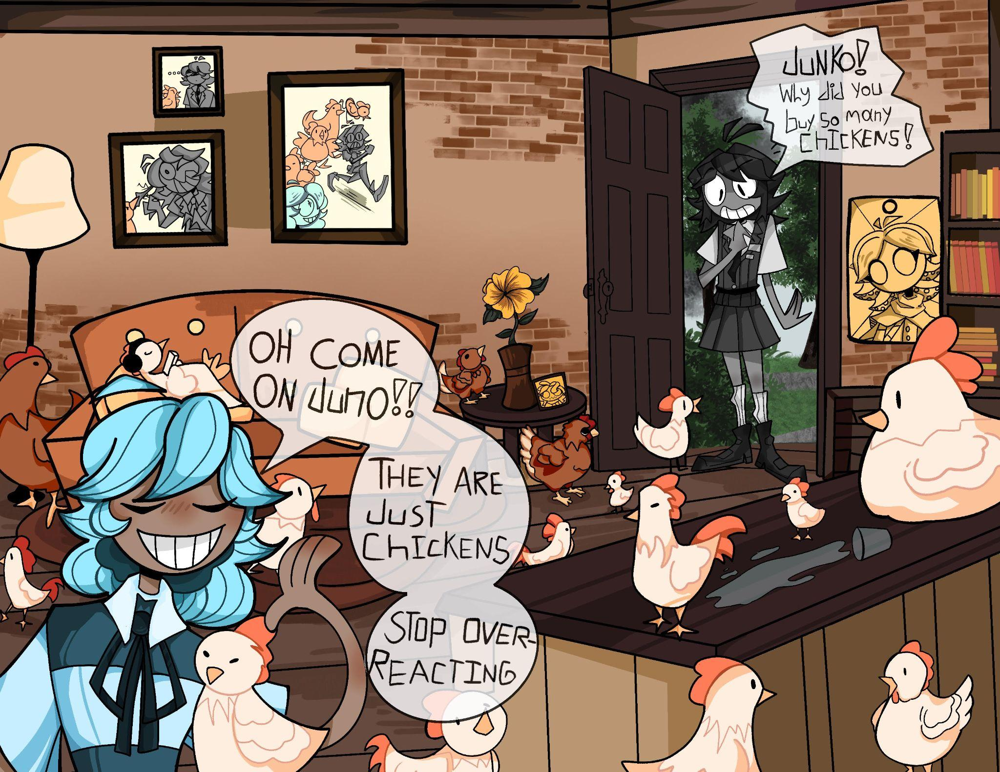 ...
JUNKO!
Why did you
buy so many
CHICKENS!
OH COME
ON Juno!!
THEY ARE
JUST
CHICKENS
STOP OVER-
REACTING